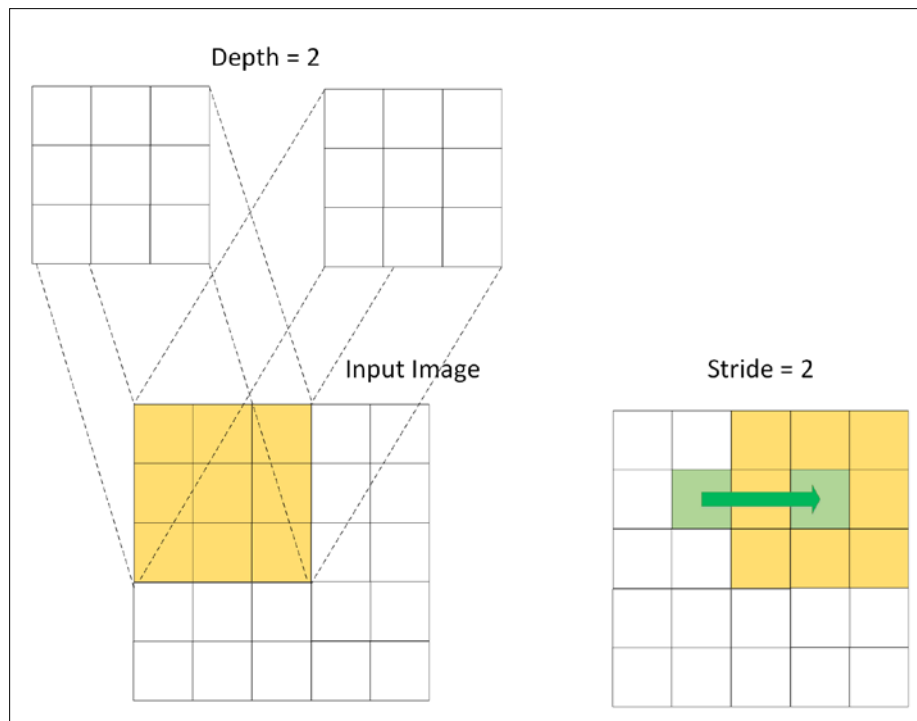 Depth = 2
Input Image
Stride = 2